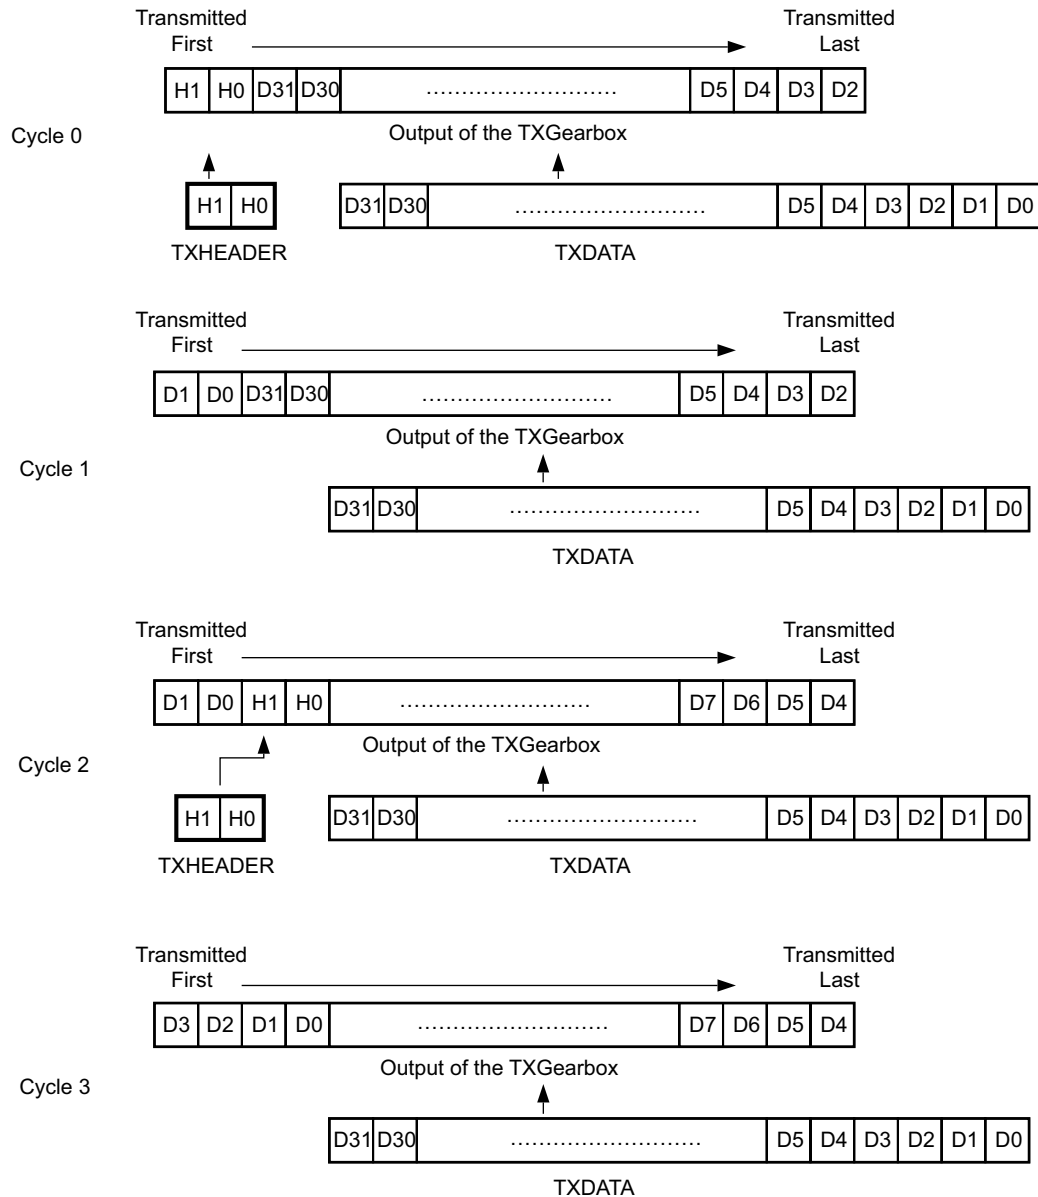 Transmitted First
Transmitted Last
H1 H0 D31 D30 ........................... D5 D4 D3 D2
Cycle 0
Output of the TXGearbox
H1 H0
D31 D30 ........................... D5 D4 D3 D2 D1 D0
TXHEADER
TXDATA
Transmitted First
Transmitted Last
D1 D0 D31 D30 ........................... D5 D4 D3 D2
Output of the TXGearbox
Cycle 1
D31 D30 ........................... D5 D4 D3 D2 D1 D0
TXDATA
Transmitted First
Transmitted Last
D1 D0 H1 H0 ........................... D7 D6 D5 D4
Output of the TXGearbox
Cycle 2
H1 H0
D31 D30 ........................... D5 D4 D3 D2 D1 D0
TXHEADER
TXDATA
Transmitted First
Transmitted Last
D3 D2 D1 D0 ........................... D7 D6 D5 D4
Output of the TXGearbox
Cycle 3
D31 D30 ........................... D5 D4 D3 D2 D1 D0
TXDATA